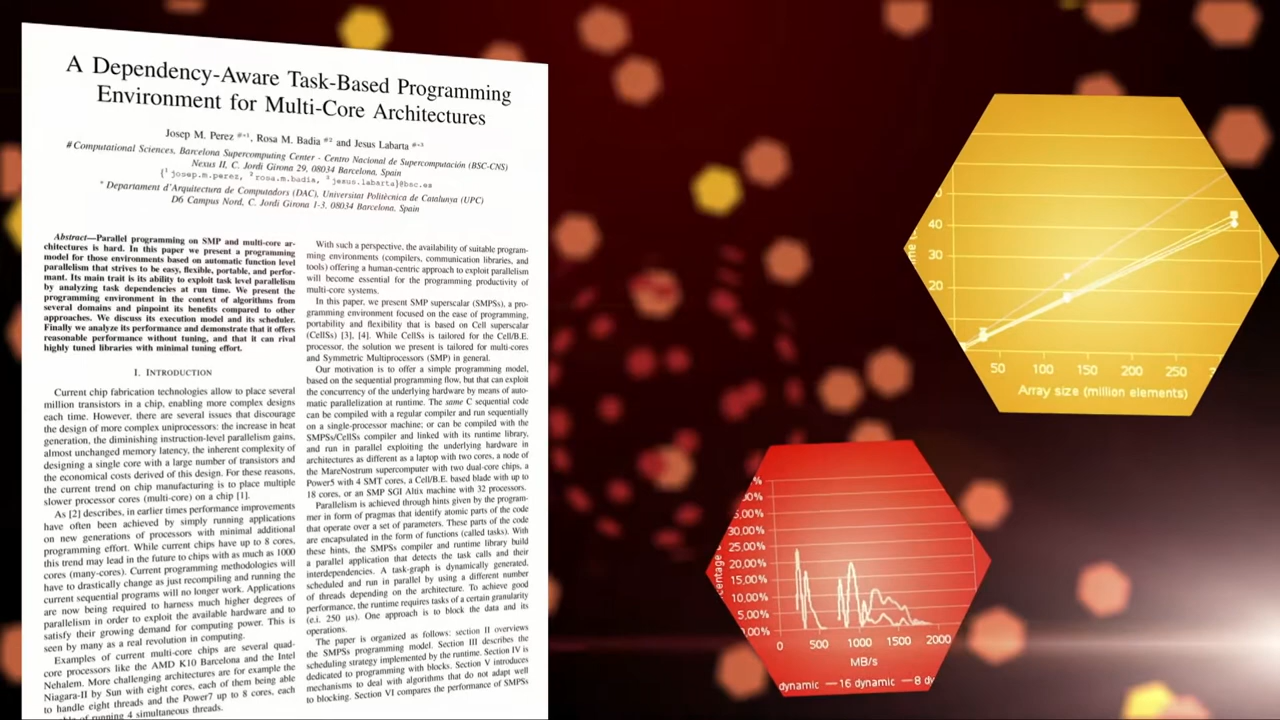 A Dependency-Aware Task-Based Programming
Environment for Multi-Core Architectures
Josep M. Perez #*1, Rosa M. Badia #2 and Jesus Labarta #*3
#Computational Sciences, Barcelona Supercomputing Center - Centro Nacional de Supercomputación (BSC-CNS)
Nexus II, C. Jordi Girona 29, 08034 Barcelona, Spain
{1 josep.m.perez, 2 rosa.m.badia, 3 jesus.labarta}@bsc.es
* Departament d'Arquitectura de Computadors (DAC), Universitat Politècnica de Catalunya (UPC)
D6 Campus Nord, C. Jordi Girona 1-3, 08034 Barcelona, Spain
Abstract—Parallel programming on SMP and multi-core ar-
chitectures is hard. In this paper we present a programming
model for those environments based on automatic function level
parallelism that strives to be easy, flexible, portable, and perfor-
mant. Its main trait is its ability to exploit task level parallelism
by analyzing task dependencies at run time. We present the
programming environment in the context of algorithms from
several domains and pinpoint its benefits compared to other
approaches. We discuss its execution model and its scheduler.
Finally we analyze its performance and demonstrate that it offers
reasonable performance without tuning, and that it can rival
highly tuned libraries with minimal tuning effort.
I. INTRODUCTION
Current chip fabrication technologies allow to place several
million transistors in a chip, enabling more complex designs
each time. However, there are several issues that discourage
the design of more complex uniprocessors: the increase in heat
generation, the diminishing instruction-level parallelism gains,
almost unchanged memory latency, the inherent complexity of
designing a single core with a large number of transistors and
the economical costs derived of this design. For these reasons,
the current trend on chip manufacturing is to place multiple
slower processor cores (multi-core) on a chip [1].
As [2] describes, in earlier times performance improvements
have often been achieved by simply running applications
on new generations of processors with minimal additional
programming effort. While current chips have up to 8 cores,
this trend may lead in the future to chips with as much as 1000
cores (many-cores). Current programming methodologies will
have to drastically change as just recompiling and running the
current sequential programs will no longer work. Applications
are now being required to harness much higher degrees of
parallelism in order to exploit the available hardware and to
satisfy their growing demand for computing power. This is
seen by many as a real revolution in computing.
Examples of current multi-core chips are several quad-
core processors like the AMD K10 Barcelona and the Intel
Nehalem. More challenging architectures are for example the
Niagara-II by Sun with eight cores, each of them being able
to handle eight threads and the Power7 up to 8 cores, each
of running 4 simultaneous threads.
With such a perspective, the availability of suitable program-
ming environments (compilers, communication libraries, and
tools) offering a human-centric approach to exploit parallelism
will become essential for the programming productivity of
multi-core systems.
In this paper, we present SMP superscalar (SMPSs), a pro-
gramming environment focused on the ease of programming,
portability and flexibility that is based on Cell superscalar
(CellSs) [3], [4]. While CellSs is tailored for the Cell/B.E.
processor, the solution we present is tailored for multi-cores
and Symmetric Multiprocessors (SMP) in general.
Our motivation is to offer a simple programming model,
based on the sequential programming flow, but that can exploit
the concurrency of the underlying hardware by means of auto-
matic parallelization at runtime. The same C sequential code
can be compiled with a regular compiler and run sequentially
on a single-processor machine; or can be compiled with the
SMPSs/CellSs compiler and linked with its runtime library,
and run in parallel exploiting the underlying hardware in
architectures as different as a laptop with two cores, a node of
the MareNostrum supercomputer with two dual-core chips, a
Power5 with 4 SMT cores, a Cell/B.E. based blade with up to
18 cores, or an SMP SGI Altix machine with 32 processors.
Parallelism is achieved through hints given by the program-
mer in form of pragmas that identify atomic parts of the code
that operate over a set of parameters. These parts of the code
are encapsulated in the form of functions (called tasks). With
these hints, the SMPSs compiler and runtime library build
a parallel application that detects the task calls and their
interdependencies. A task-graph is dynamically generated,
scheduled and run in parallel by using a different number
of threads depending on the architecture. To achieve good
performance, the runtime requires tasks of a certain granularity
(e.i. 250 µs). One approach is to block the data and its
operations.
The paper is organized as follows: section II overviews
the SMPSs programming model. Section III describes the
scheduling strategy implemented by the runtime. Section IV is
dedicated to programming with blocks. Section V introduces
mechanisms to deal with algorithms that do not adapt well
to blocking. Section VI compares the performance of SMPSs
40
30
20
50 100 150 200 250
Array size (million elements)
30,00%
25,00%
20,00%
15,00%
10,00%
5,00%
0 500 1000 1500 2000
MB/s
dynamic — 16 dynamic — 8